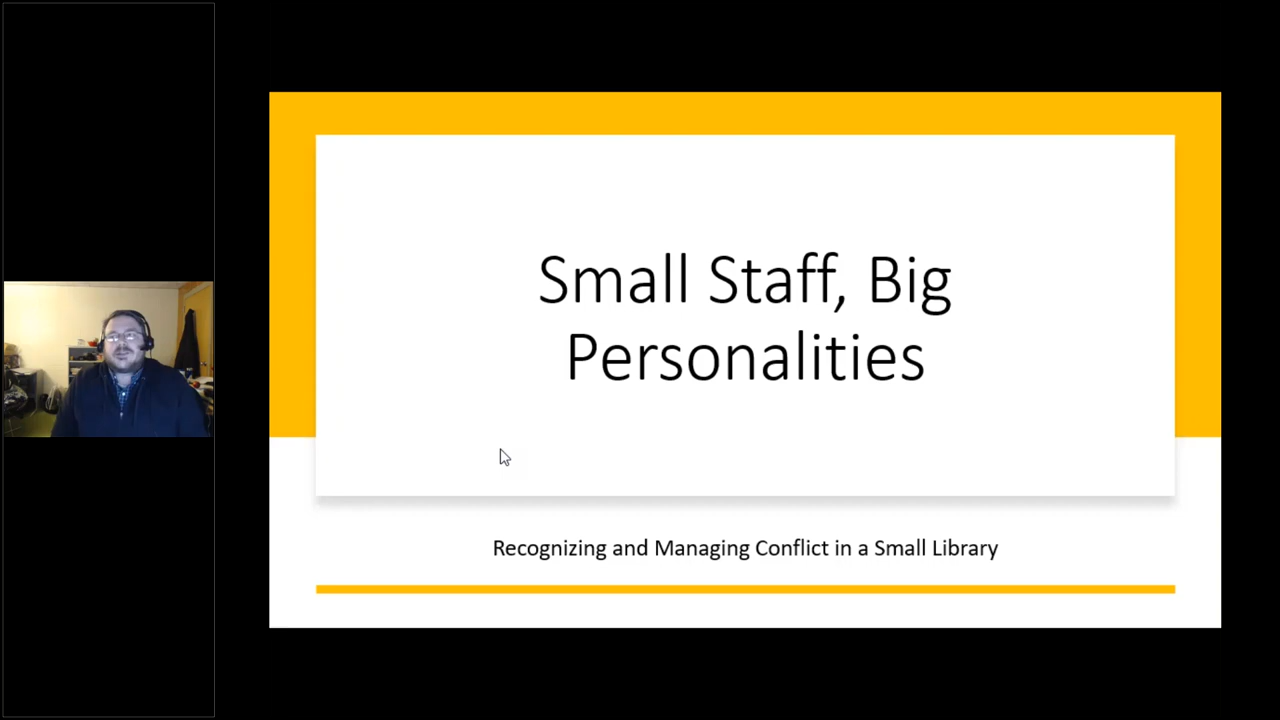 Small Staff, Big
Personalities
Recognizing and Managing Conflict in a Small Library